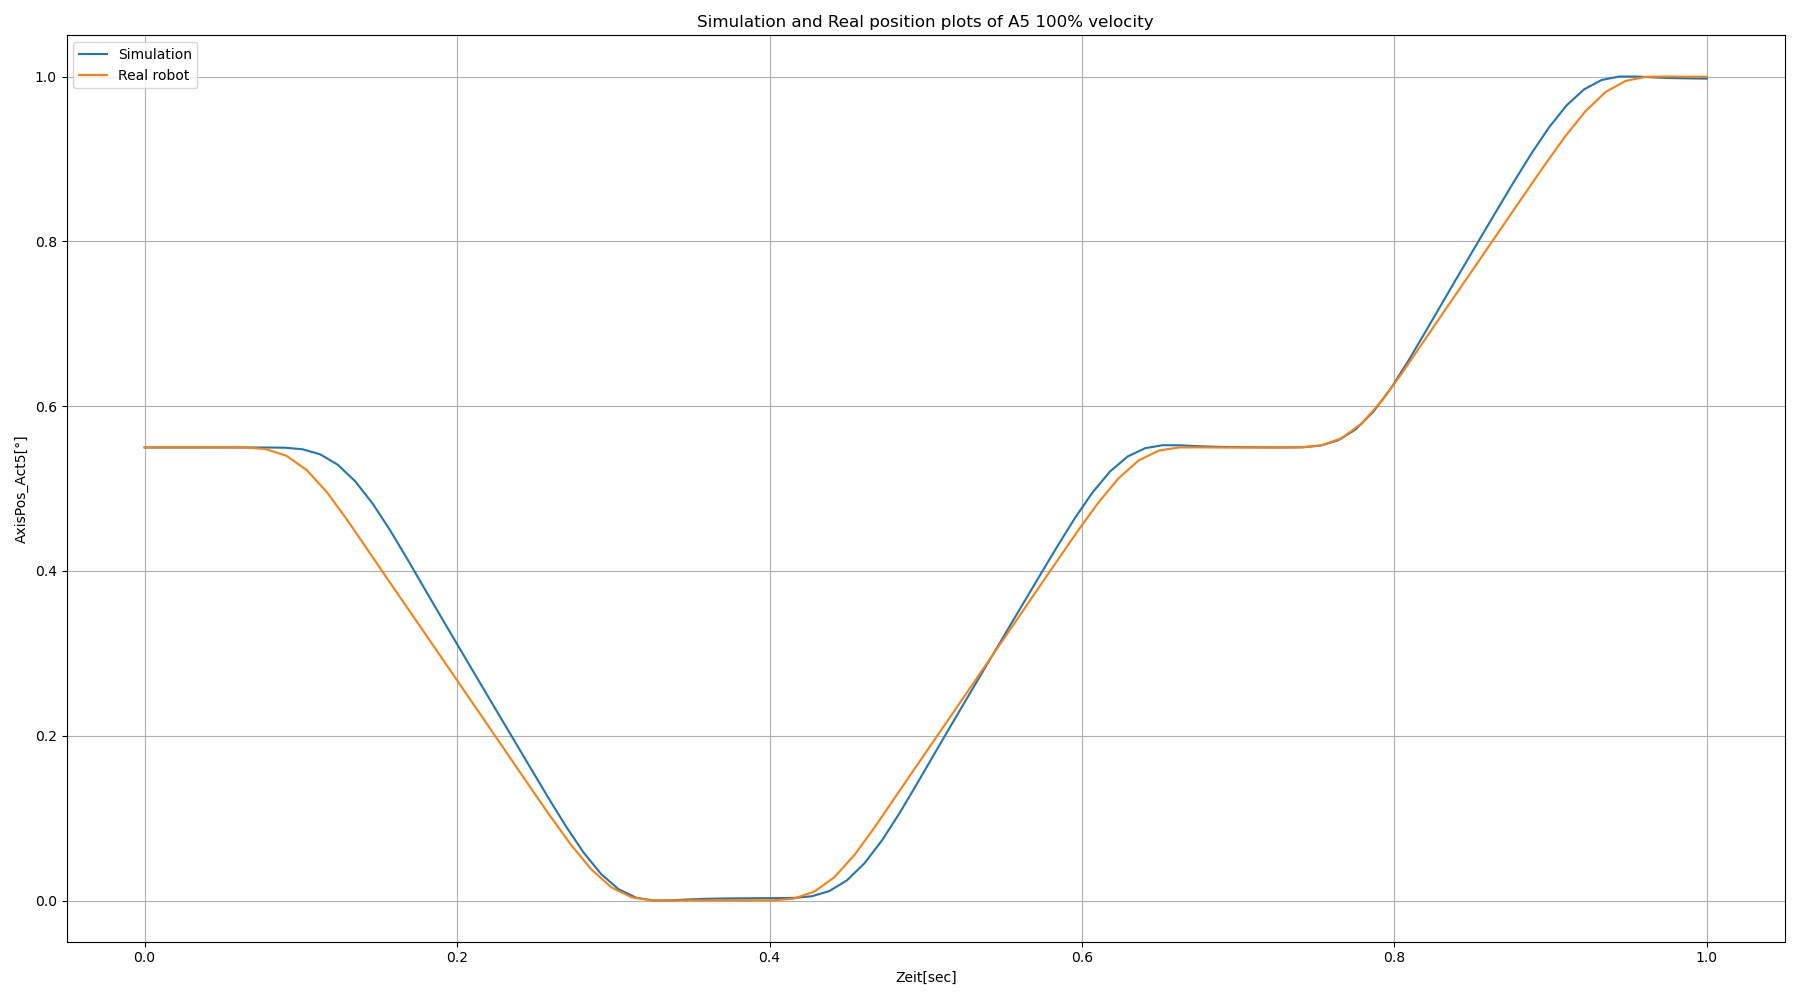 Simulation and Real position plots of A5 100% velocity
Simulation
Real robot
1.0
0.8
0.6
0.4
0.2
0.0
AxisPos_Act5[°]
0.0 0.2 0.4 0.6 0.8 1.0
Zeit[sec]